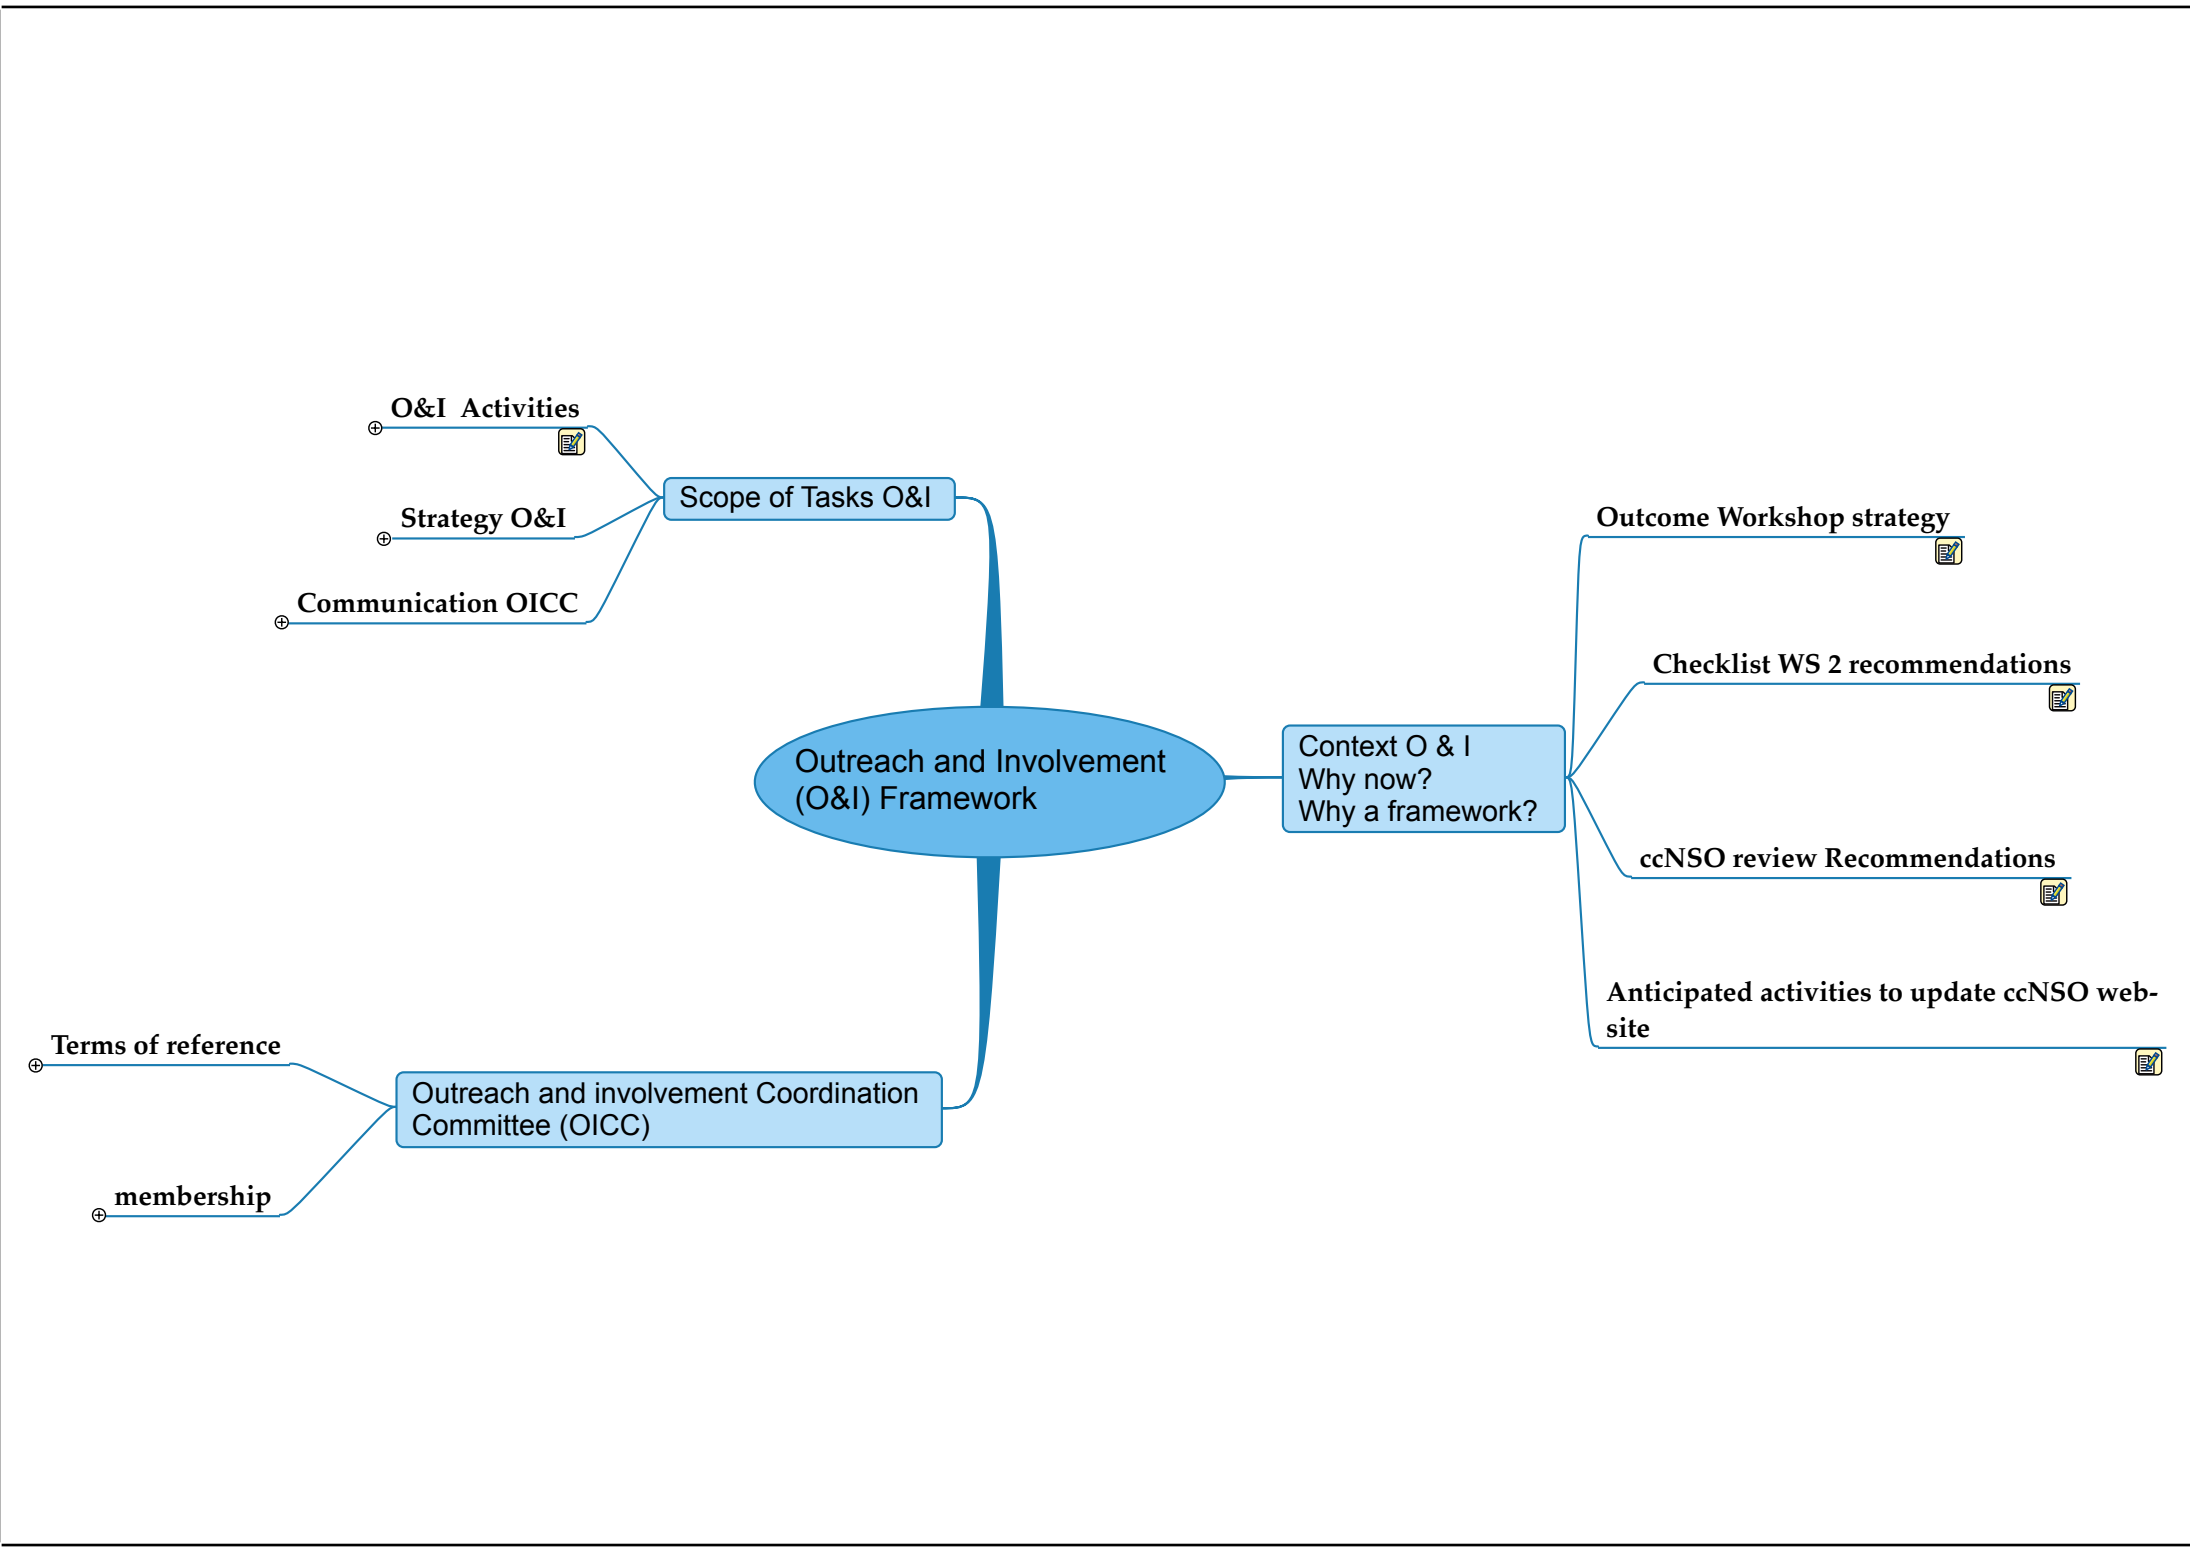 O&I  Activities
Strategy O&I
Communication OICC
Scope of Tasks O&I
Outreach and Involvement
(O&I) Framework
Terms of reference
membership
Outreach and involvement Coordination
Committee (OICC)
Context O & I
Why now?
Why a framework?
Outcome Workshop strategy
Checklist WS 2 recommendations
ccNSO review Recommendations
Anticipated activities to update ccNSO web-
site